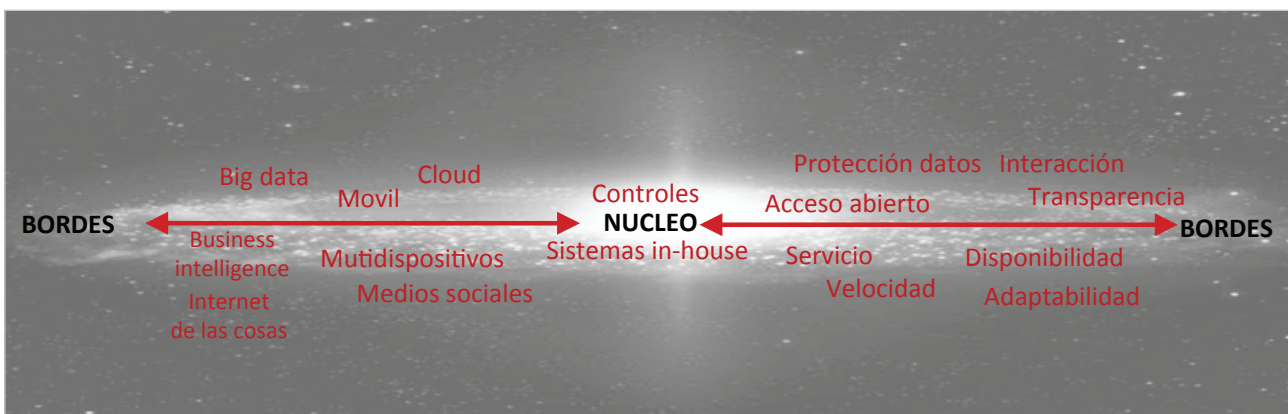 Big data
Movil
Cloud
BORDES
Business
intelligence
Mutidispositivos
Internet
de las cosas
Medios sociales
Controles
NUCLEO
Sistemas in-house
Protección datos
Interacción
Acceso abierto
Transparencia
BORDES
Servicio
Disponibilidad
Velocidad
Adaptabilidad